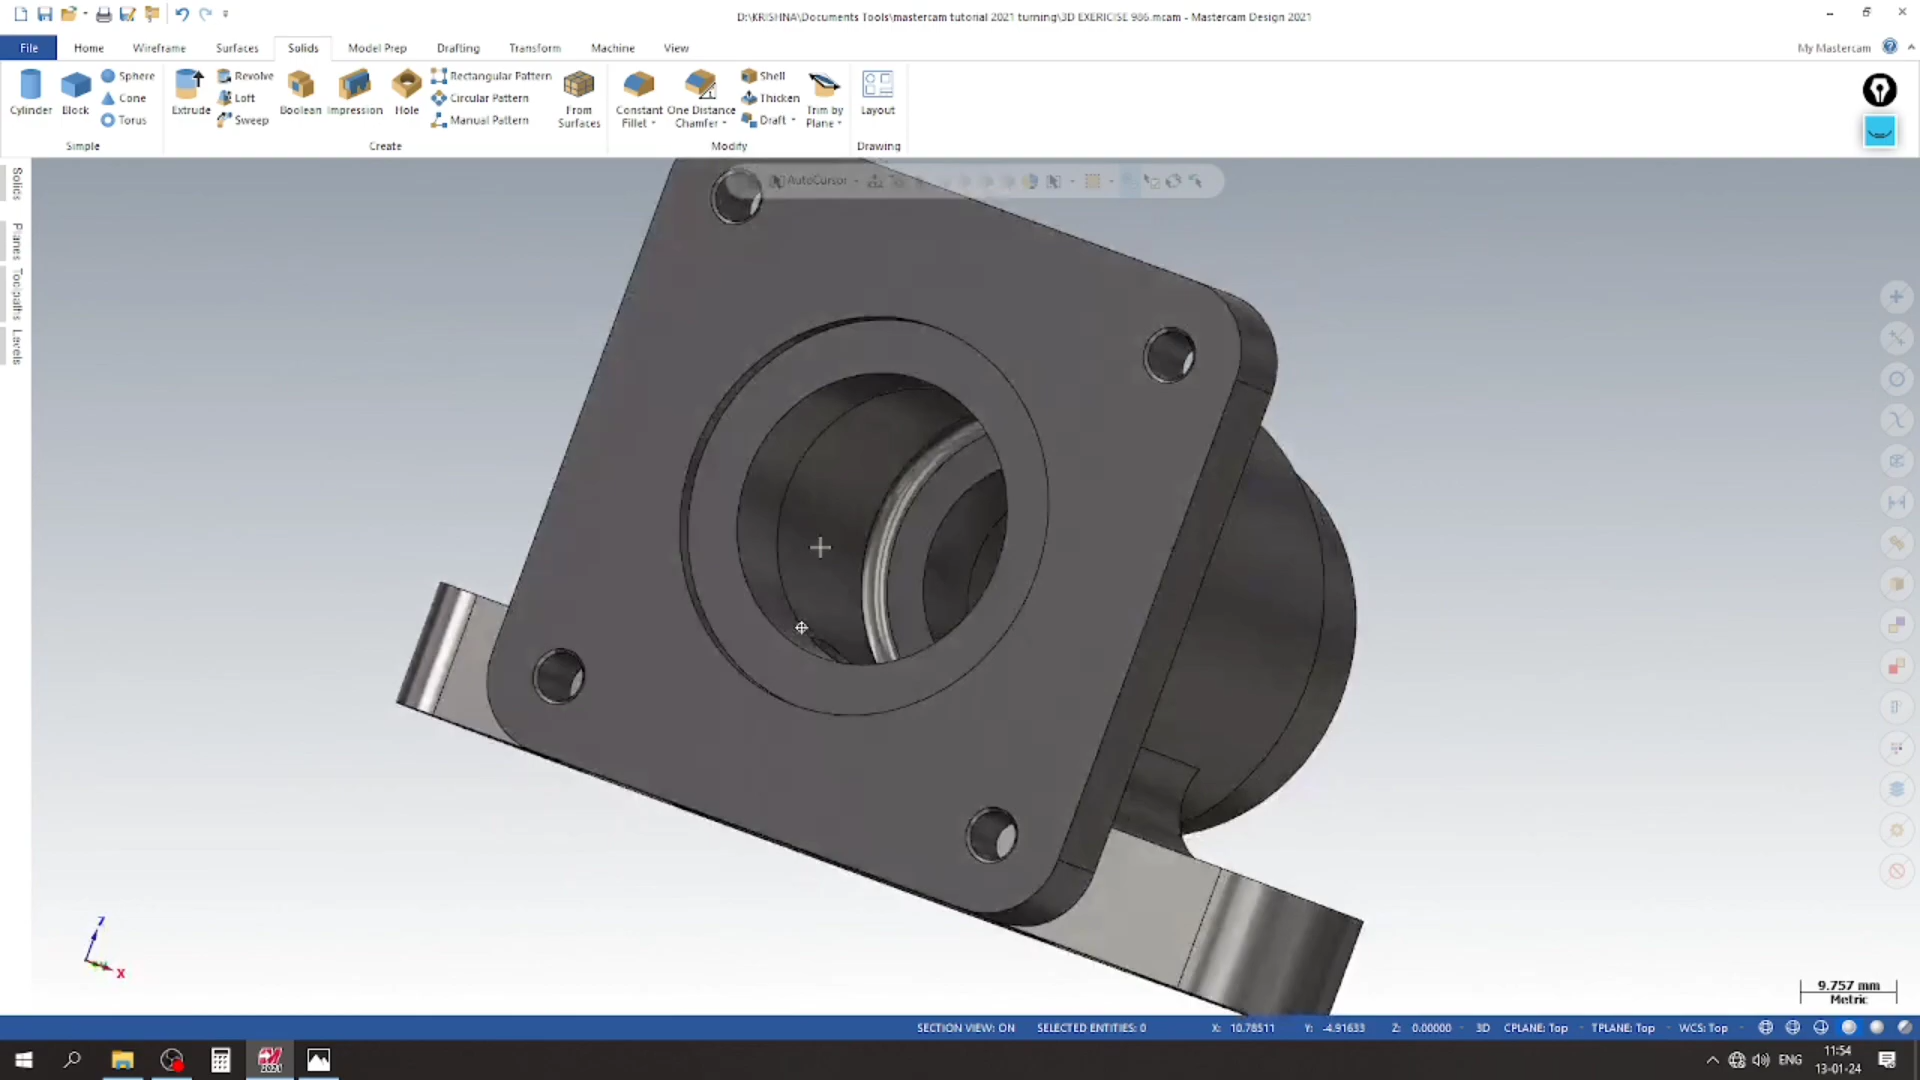 D:\KRISHNA\Documents Tools\mastercam tutorial 2021 turning\3D EXERICISE 986.mcam - Mastercam Design 2021
File
Home
Wireframe
Surfaces
Solids
Model Prep
Drafting
Transform
Machine
View
My Mastercam
Cylinder
Block
Sphere
Cone
Torus
Simple
Extrude
Revolve
Loft
Sweep
Boolean
Impression
Hole
Rectangular Pattern
Circular Pattern
Manual Pattern
From
Surfaces
Create
Constant
Fillet
One Distance
Chamfer
Shell
Thicken
Draft
Trim by
Plane
Modify
Layout
Drawing
Solids
Planes
Toolpaths
Levels
AutoCursor
Z
X
9.757 mm
Metric
SECTION VIEW: ON
SELECTED ENTITIES: 0
X: 10.78511
Y: -4.91633
Z: 0.00000
3D
CPLANE: Top
TPLANE: Top
WCS: Top
2021
ENG
11:54
13-01-24